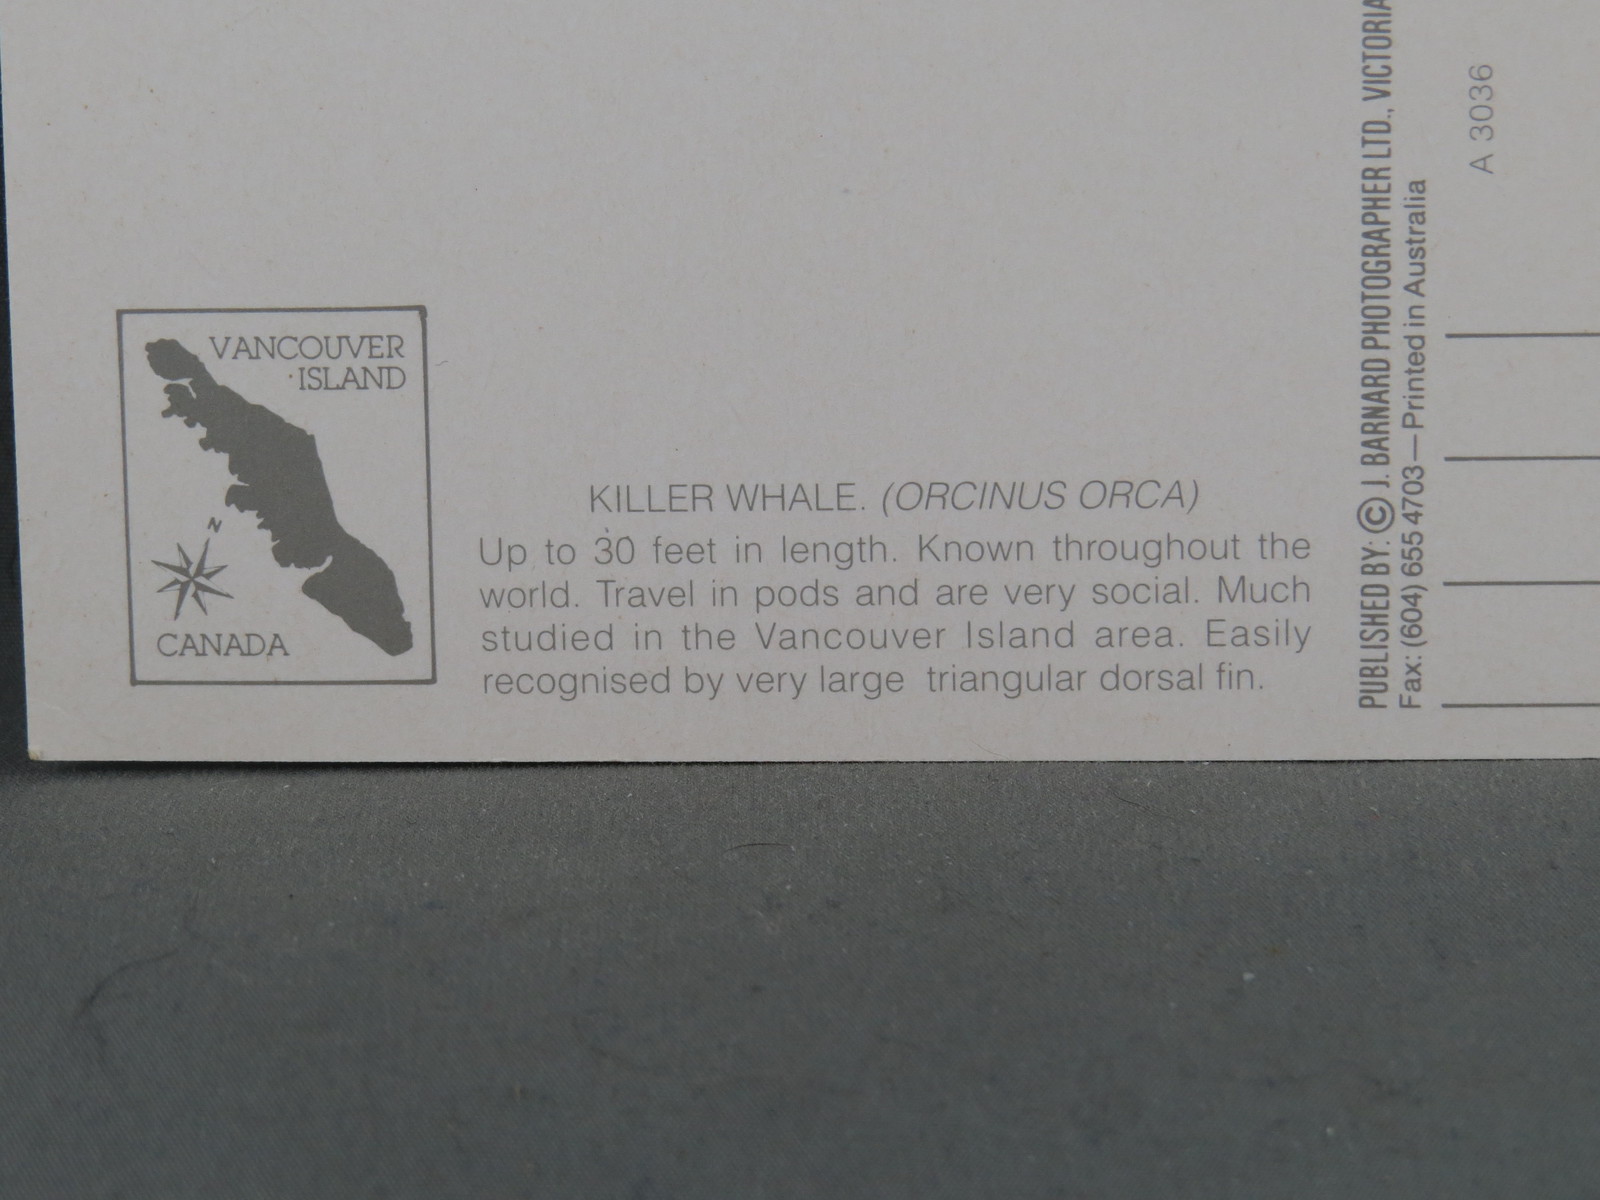 VANCOUVER
ISLAND
N
CANADA
KILLER WHALE. (ORCINUS ORCA)
Up to 30 feet in length. Known throughout the
world. Travel in pods and are very social. Much
studied in the Vancouver Island area. Easily
recognised by very large triangular dorsal fin.
PUBLISHED BY: © J. BARNARD PHOTOGRAPHER LTD., VICTORIA
Fax: (604) 655 4703—Printed in Australia
A 3036